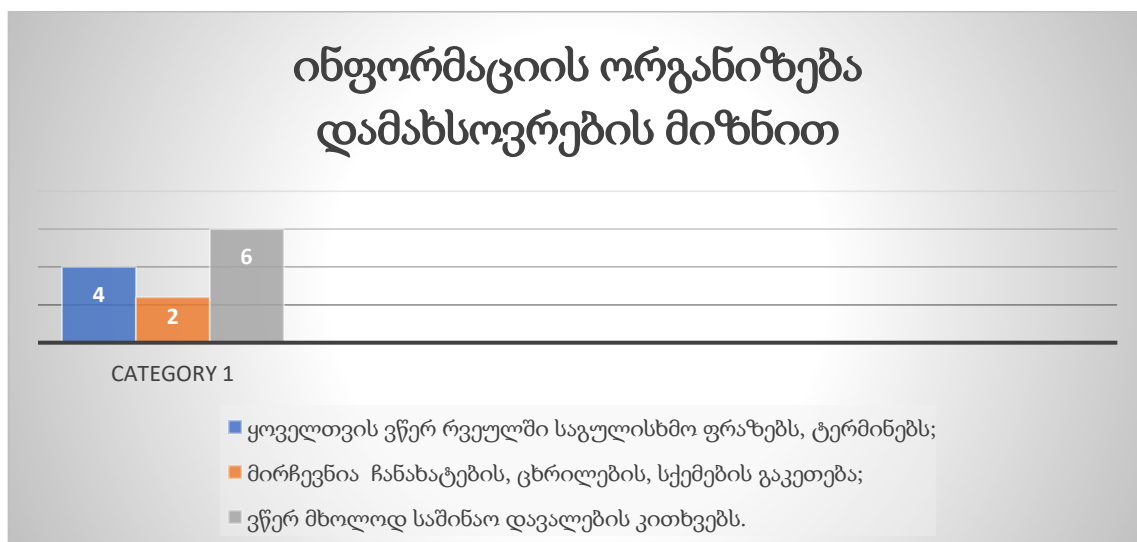 ინფორმაციის ორგანიზება
დამახსოვრების მიზნით
6
4
2
CATEGORY 1
ყოველთვის ვწერ რვეულში საგულისხმო ფრაზებს, ტერმინებს;
მირჩევნია ჩანახატების, ცხრილების, სქემების გაკეთება;
ვწერ მხოლოდ საშინაო დავალების კითხვებს.